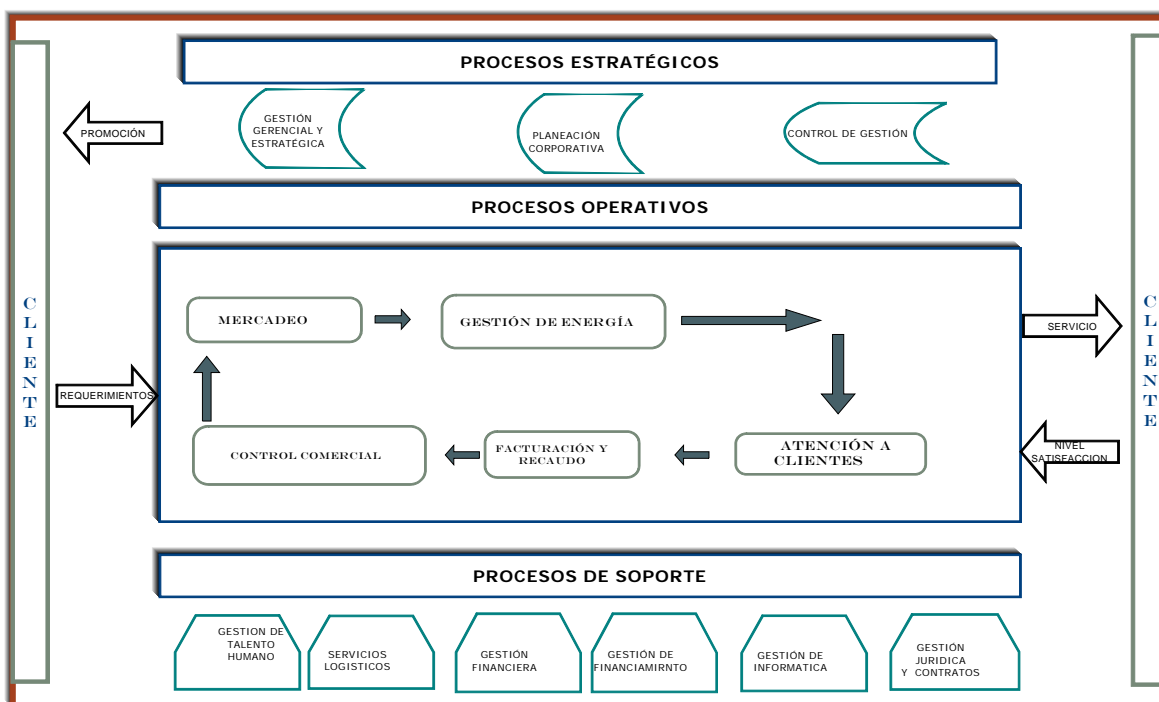 PROCESOS ESTRATÉGICOS
PROMOCIÓN
GESTIÓN
GERENCIAL Y
ESTRATÉGICA
PLANEACIÓN
CORPORATIVA
CONTROL DE GESTIÓN
PROCESOS OPERATIVOS
CLIENTE
REQUERIMIENTOS
MERCADEO
GESTIÓN DE ENERGÍA
CONTROL COMERCIAL
FACTURACIÓN Y
RECAUDO
ATENCIÓN A
CLIENTES
SERVICIO
NIVEL
SATISFACCION
CLIENTE
PROCESOS DE SOPORTE
GESTION DE
TALENTO
HUMANO
SERVICIOS
LOGISTICOS
GESTIÓN
FINANCIERA
GESTIÓN DE
FINANCIAMIRNTO
GESTIÓN DE
INFORMATICA
GESTIÓN
JURIDICA
Y CONTRATOS